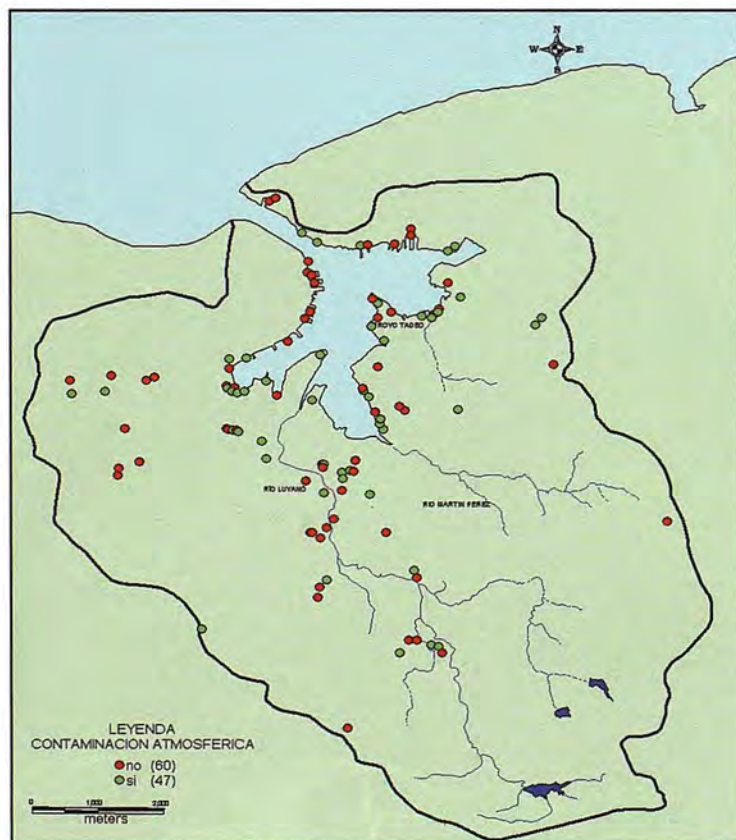 N
W E
S
ROYO TADEO
RÍO LUYANO
RIO MARTIN PEREZ
LEYENDA
CONTAMINACION ATMOSFERICA
no (60)
si (47)
0 1,000 2,000
meters